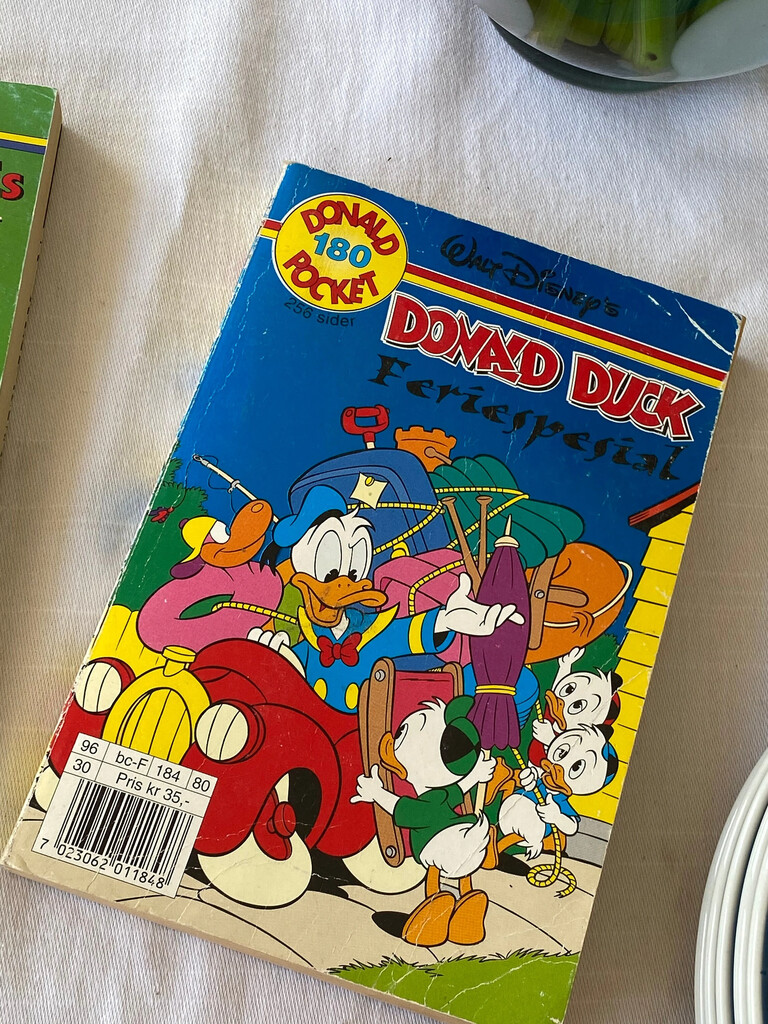 s
DONALD
180
POCKET
256 sider
WALT DISNEY'S
DONALD DUCK
Feriespesial
96 bc-F 184 80
30 Pris kr 35,-
7 023062 011848